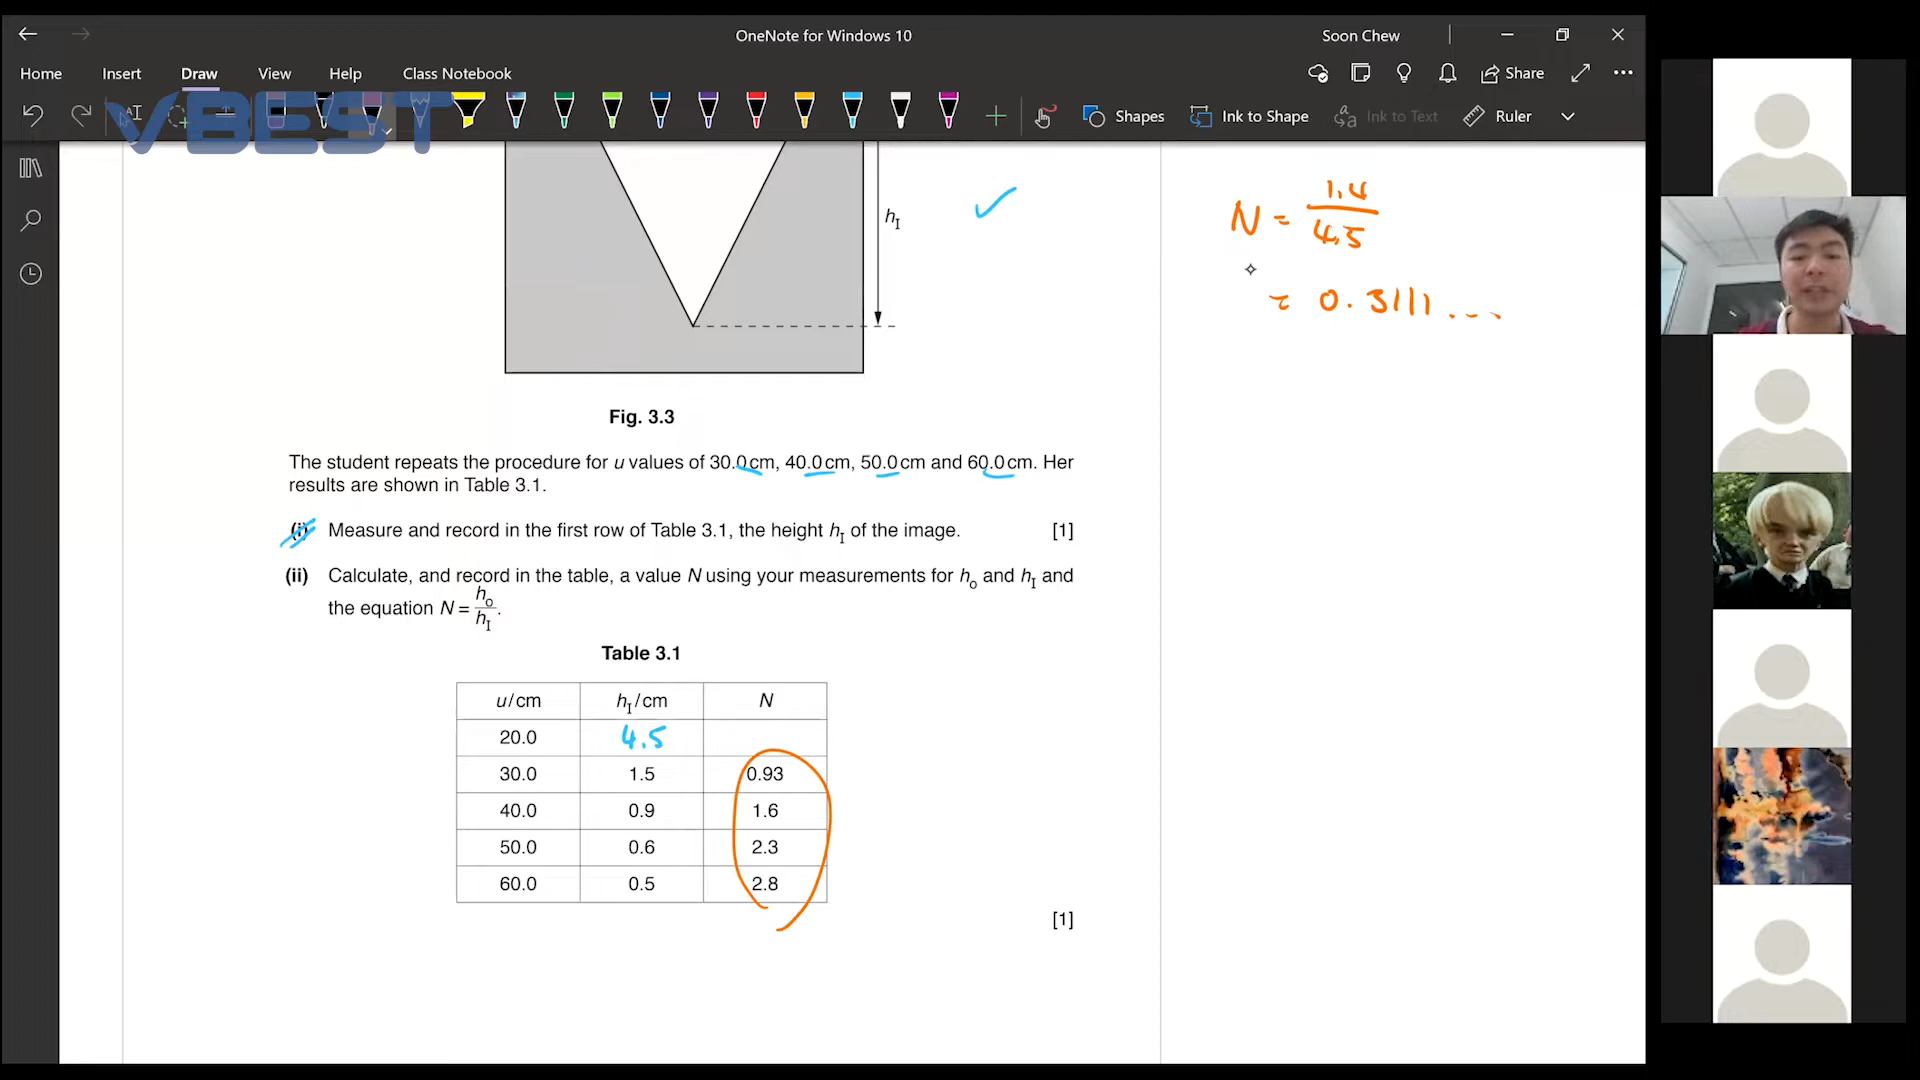 OneNote for Windows 10
Soon Chew
Home Insert Draw View Help Class Notebook
Share
VBEST
Shapes Ink to Shape Ink to Text Ruler
hI
Fig. 3.3
The student repeats the procedure for u values of 30.0 cm, 40.0 cm, 50.0 cm and 60.0 cm. Her
results are shown in Table 3.1.
(i) Measure and record in the first row of Table 3.1, the height hI of the image. [1]
(ii) Calculate, and record in the table, a value N using your measurements for ho and hI and
the equation N = ho/hI.
Table 3.1
u/cm hI/cm N
20.0 4.5
30.0 1.5 0.93
40.0 0.9 1.6
50.0 0.6 2.3
60.0 0.5 2.8
[1]
N = 1.4/4.5
= 0.3111...